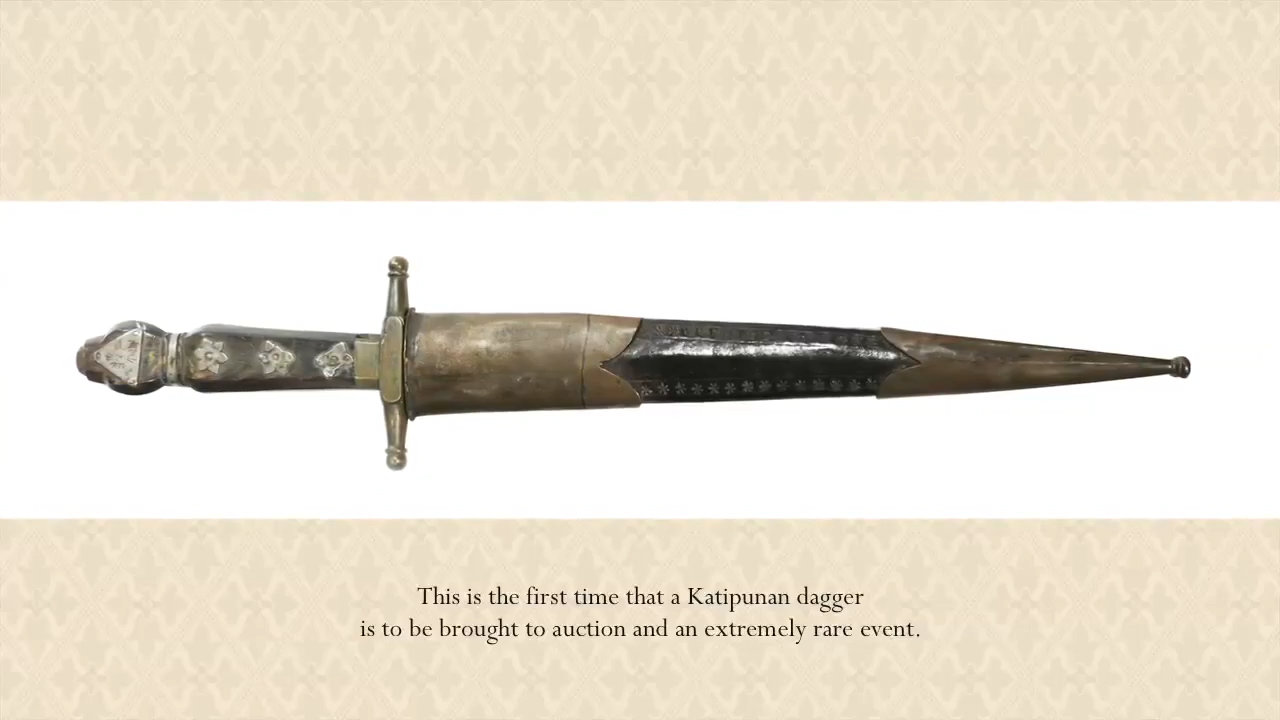 This is the first time that a Katipunan dagger
is to be brought to auction and an extremely rare event.